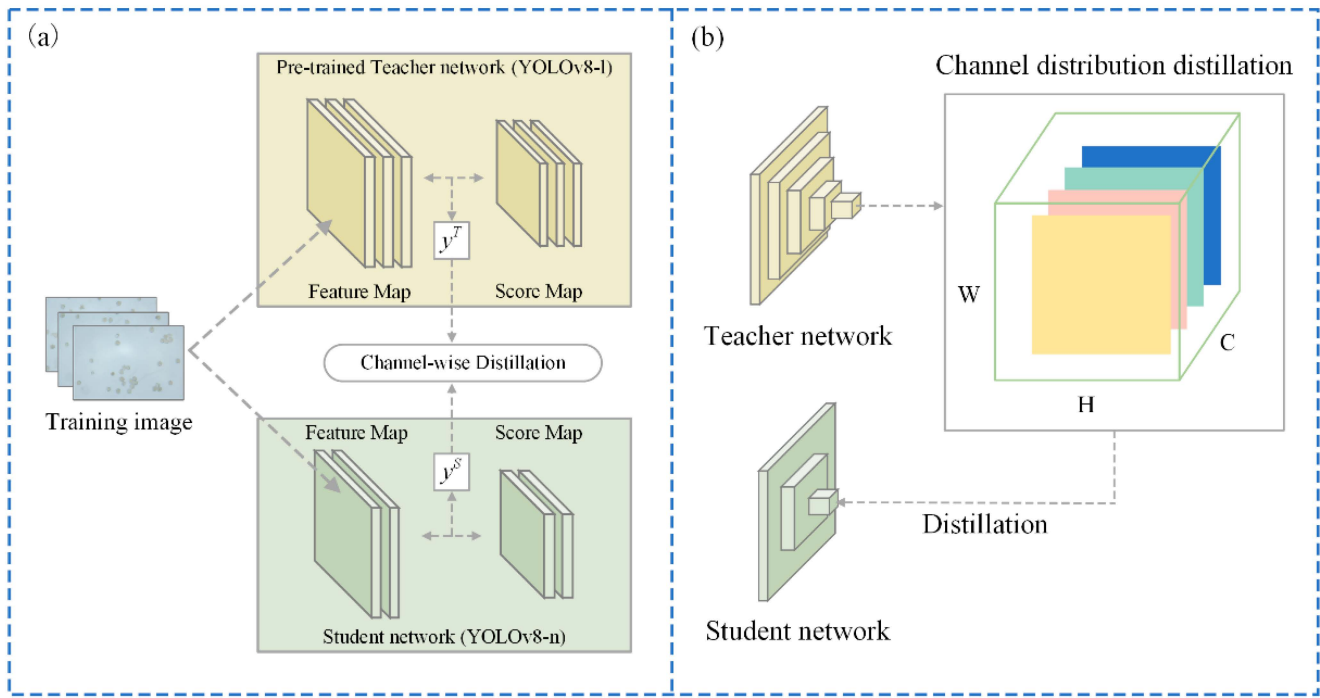 (a)
Pre-trained Teacher network (YOLOv8-l)
y^T
Feature Map
Score Map
Channel-wise Distillation
Training image
Feature Map
Score Map
y^S
Student network (YOLOv8-n)
(b)
Channel distribution distillation
W
C
H
Teacher network
Distillation
Student network